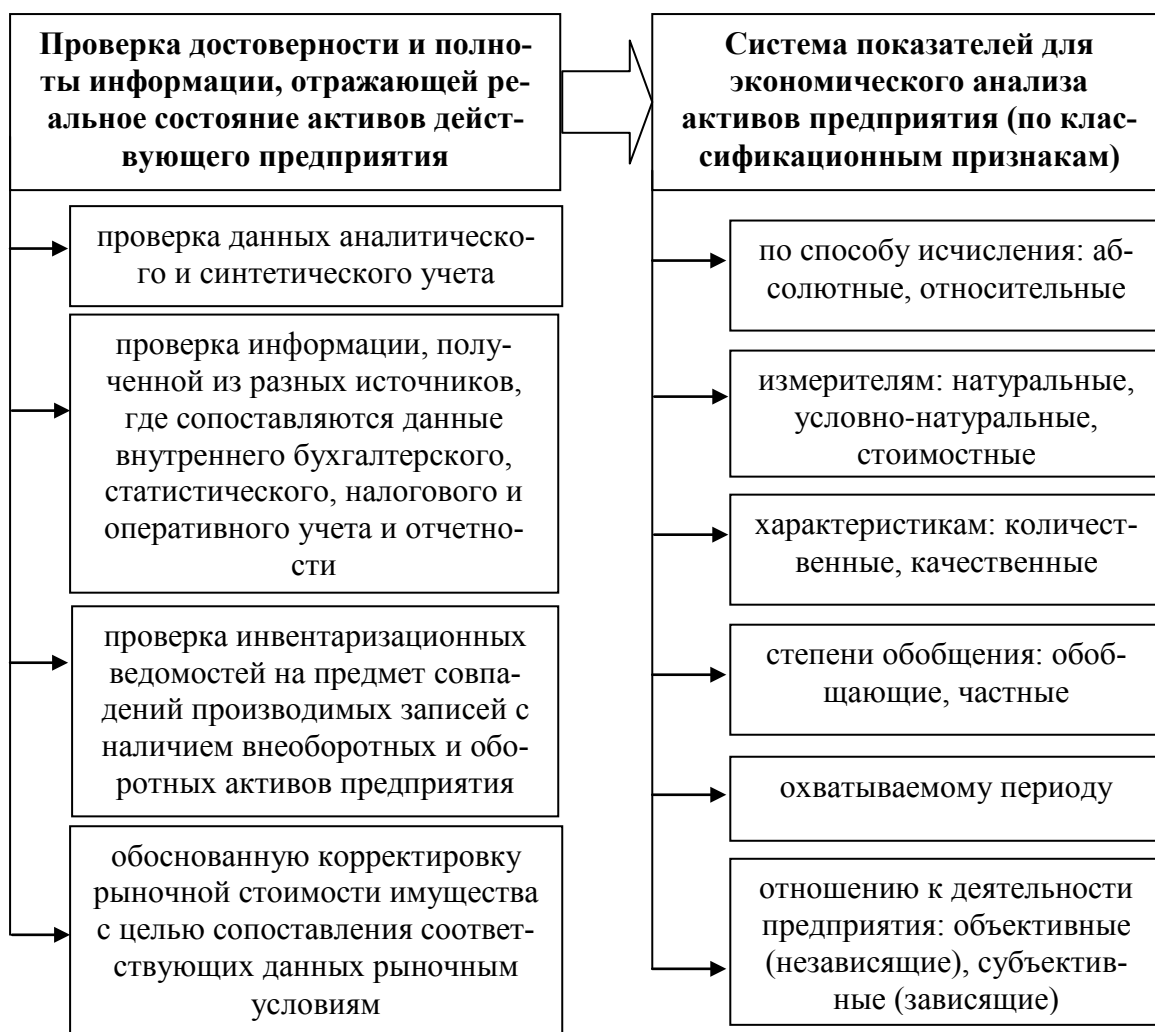 Проверка достоверности и полно-
ты информации, отражающей ре-
альное состояние активов дейст-
вующего предприятия
проверка данных аналитическо-
го и синтетического учета
проверка информации, полу-
ченной из разных источников,
где сопоставляются данные
внутреннего бухгалтерского,
статистического, налогового и
оперативного учета и отчетно-
сти
проверка инвентаризационных
ведомостей на предмет совпа-
дений производимых записей с
наличием внеоборотных и обо-
ротных активов предприятия
обоснованную корректировку
рыночной стоимости имущества
с целью сопоставления соответ-
ствующих данных рыночным
условиям
Система показателей для
экономического анализа
активов предприятия (по клас-
сификационным признакам)
по способу исчисления: аб-
солютные, относительные
измерителям: натуральные,
условно-натуральные,
стоимостные
характеристикам: количест-
венные, качественные
степени обобщения: обоб-
щающие, частные
охватываемому периоду
отношению к деятельности
предприятия: объективные
(независящие), субъектив-
ные (зависящие)